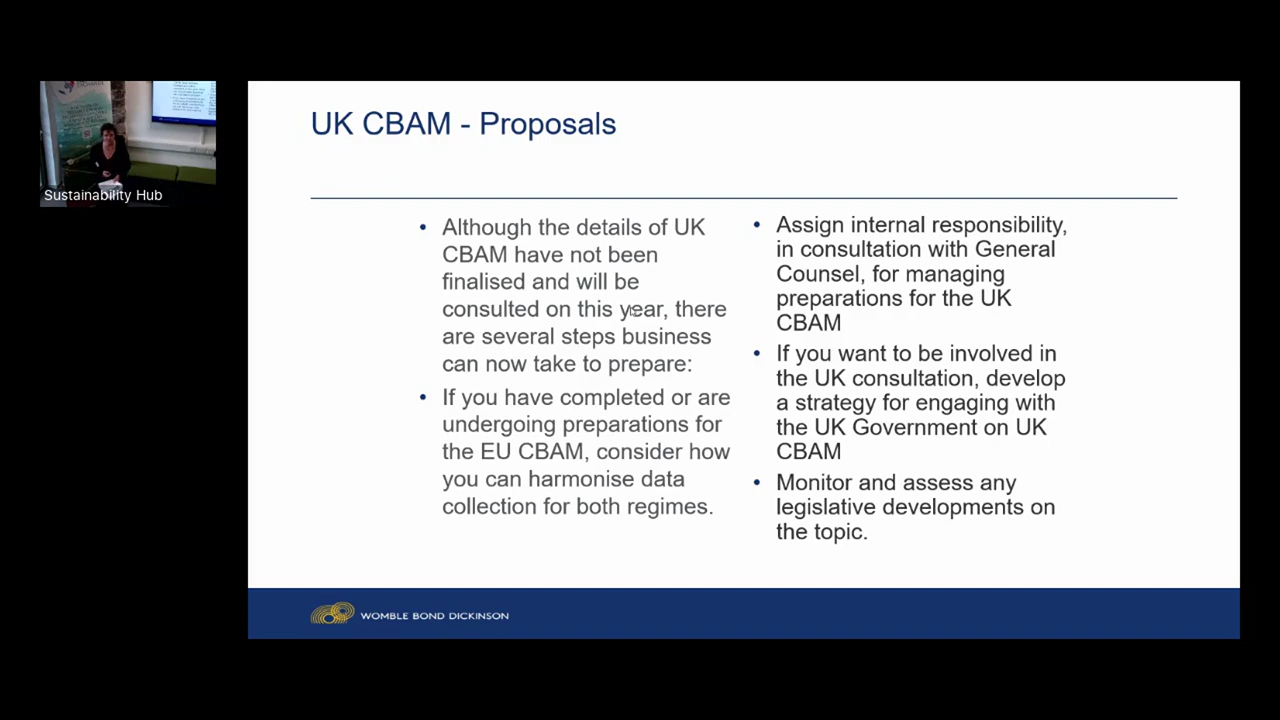 UK CBAM - Proposals
Sustainability Hub
• Although the details of UK
CBAM have not been
finalised and will be
consulted on this year, there
are several steps business
can now take to prepare:
• If you have completed or are
undergoing preparations for
the EU CBAM, consider how
you can harmonise data
collection for both regimes.
• Assign internal responsibility,
in consultation with General
Counsel, for managing
preparations for the UK
CBAM
• If you want to be involved in
the UK consultation, develop
a strategy for engaging with
the UK Government on UK
CBAM
• Monitor and assess any
legislative developments on
the topic.
WOMBLE BOND DICKINSON